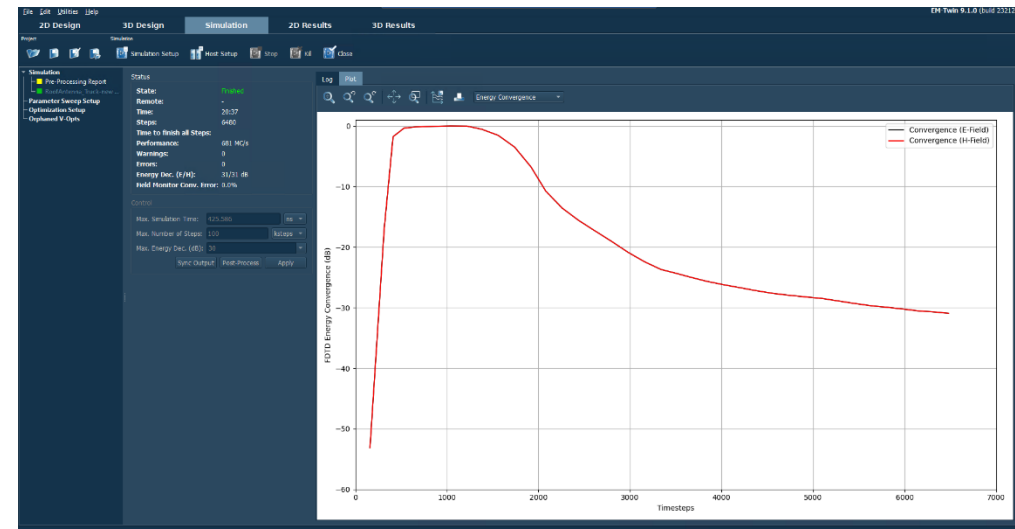 File Edit Utilities Help
EM-Twin 9.1.0 (build 23212
2D Design 3D Design Simulation 2D Results 3D Results
Project Simulation
Simulation Setup Host Setup Stop Kill Close
Simulation
Pre-Processing Report
Parameter Sweep Setup
Optimization Setup
Orphaned V-Opts
Status
State: Finished
Remote: -
Time: 20:37
Steps: 6460
Time to finish all Steps:
Performance: 681 MC/s
Warnings: 0
Errors: 0
Energy Dec. (E/H): 31/31 dB
Field Monitor Conv. Error: 0.0%
Control
Max. Simulation Time: 425.586 ns
Max. Number of Steps: 100 ksteps
Max. Energy Dec. (dB): 30
Sync Output Post-Process Apply
Log Plot
Energy Convergence
Convergence (E-Field)
Convergence (H-Field)
FDTD Energy Convergence (dB)
0
−10
−20
−30
−40
−50
−60
0 1000 2000 3000 4000 5000 6000 7000
Timesteps